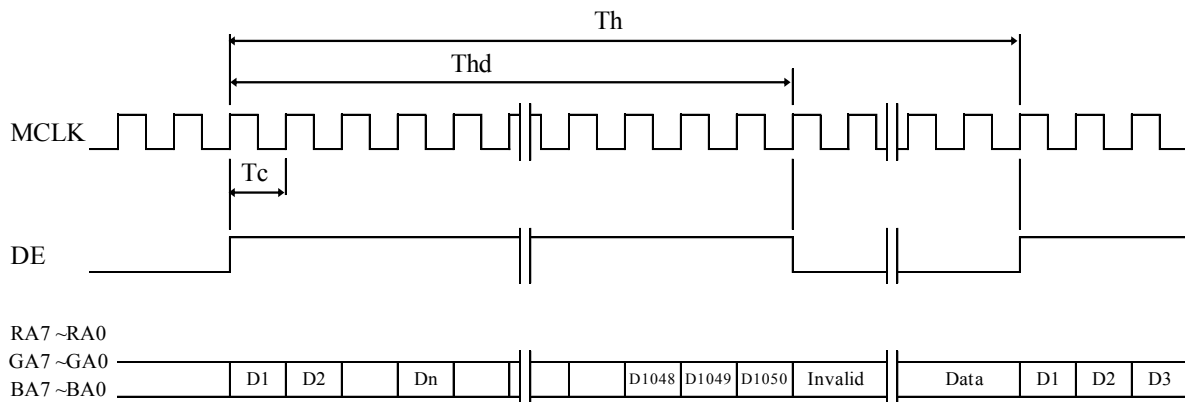 Th
Thd
MCLK
Tc
DE
RA7 ~RA0
GA7 ~GA0
BA7 ~BA0
D1 D2 Dn D1048 D1049 D1050 Invalid Data D1 D2 D3